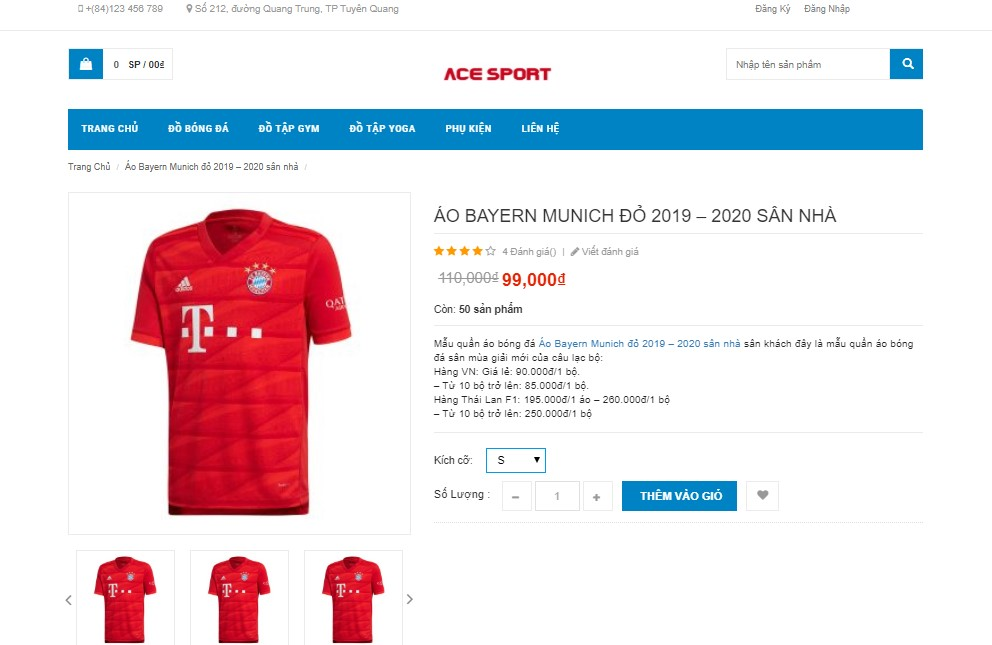 +(84)123 456 789
Số 212, đường Quang Trung, TP Tuyên Quang
Đăng Ký Đăng Nhập
0 SP / 00₫
ACE SPORT
Nhập tên sản phẩm
TRANG CHỦ ĐỒ BÓNG ĐÁ ĐỒ TẬP GYM ĐỒ TẬP YOGA PHỤ KIỆN LIÊN HỆ
Trang Chủ / Áo Bayern Munich đỏ 2019 – 2020 sân nhà /
ÁO BAYERN MUNICH ĐỎ 2019 – 2020 SÂN NHÀ
4 Đánh giá() | Viết đánh giá
110,000₫ 99,000₫
Còn: 50 sản phẩm
Mẫu quần áo bóng đá Áo Bayern Munich đỏ 2019 – 2020 sân nhà sân khách đây là mẫu quần áo bóng
đá sân mùa giải mới của câu lạc bộ:
Hàng VN: Giá lẻ: 90.000đ/1 bộ.
– Từ 10 bộ trở lên: 85.000đ/1 bộ.
Hàng Thái Lan F1: 195.000đ/1 áo – 260.000đ/1 bộ
– Từ 10 bộ trở lên: 250.000đ/1 bộ
Kích cỡ: S
Số Lượng : – 1 +
THÊM VÀO GIỎ
adidas
T